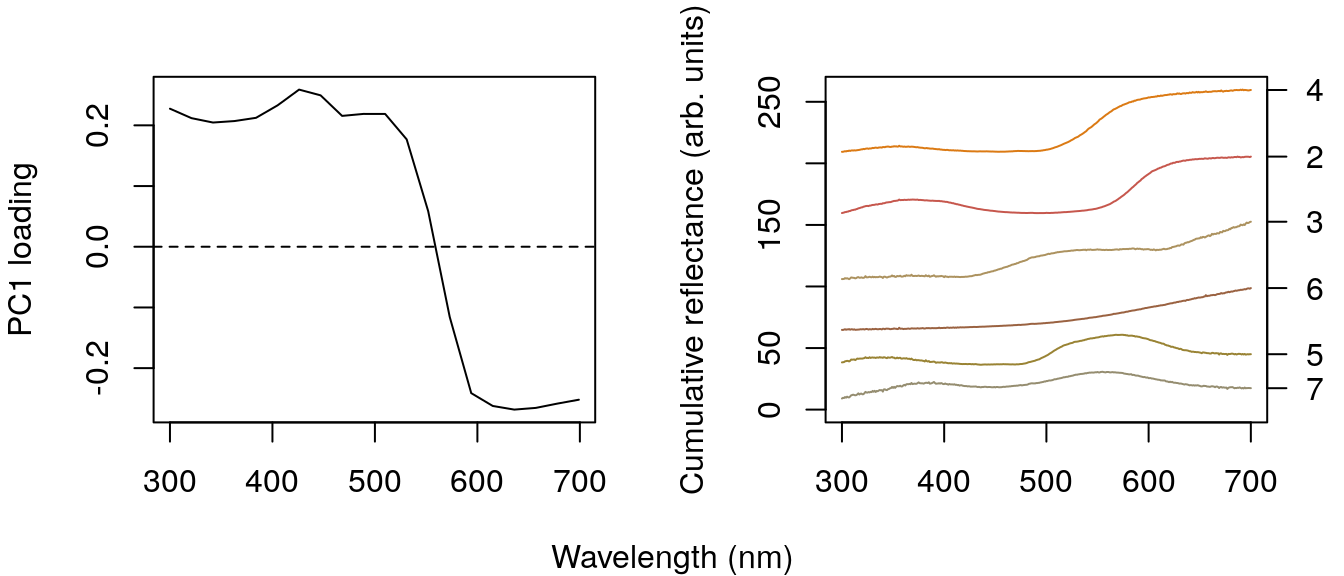 PC1 loading
0.2
0.0
-0.2
300 400 500 600 700
Cumulative reflectance (arb. units)
250
150
50
0
300 400 500 600 700
4
2
3
6
5
7
Wavelength (nm)